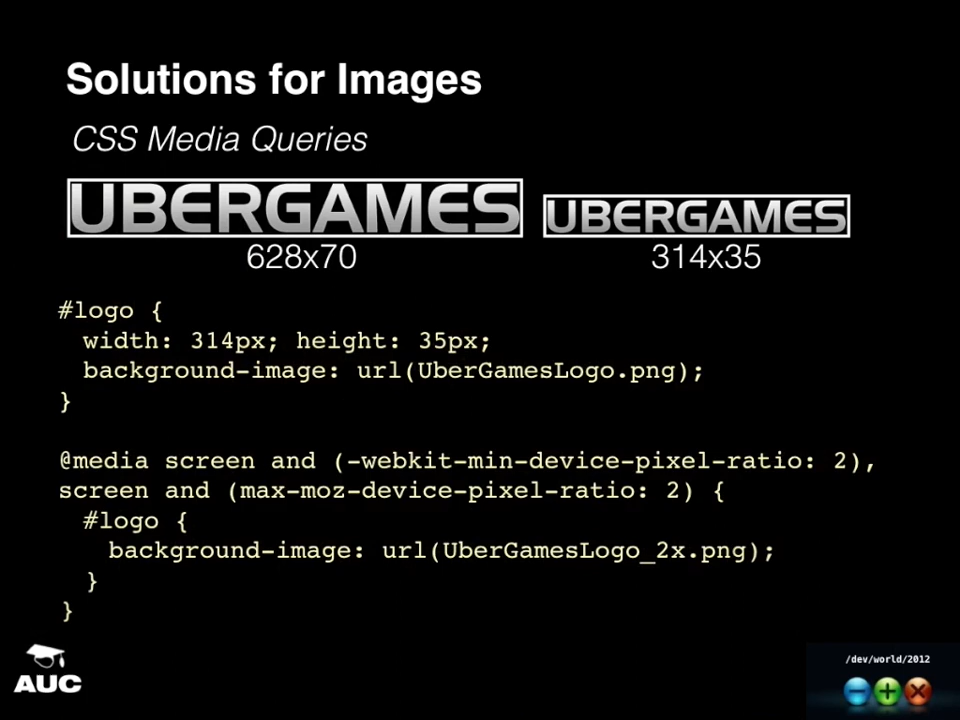 Solutions for Images
CSS Media Queries
UBERGAMES UBERGAMES
628x70 314x35
#logo {
width: 314px; height: 35px;
background-image: url(UberGamesLogo.png);
}
@media screen and (-webkit-min-device-pixel-ratio: 2),
screen and (max-moz-device-pixel-ratio: 2) {
#logo {
background-image: url(UberGamesLogo_2x.png);
}
}
AUC
/dev/world/2012